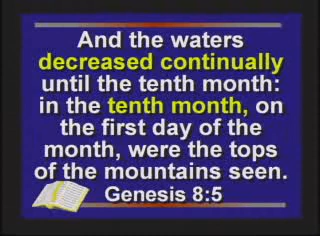 And the waters
decreased continually
until the tenth month:
in the tenth month, on
the first day of the
month, were the tops
of the mountains seen.
Genesis 8:5